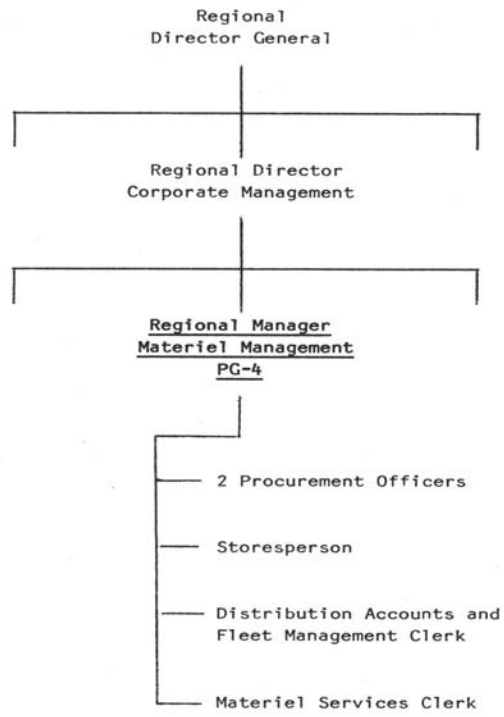 Regional
Director General
Regional Director
Corporate Management
Regional Manager
Materiel Management
PG-4
2 Procurement Officers
Storesperson
Distribution Accounts and
Fleet Management Clerk
Materiel Services Clerk